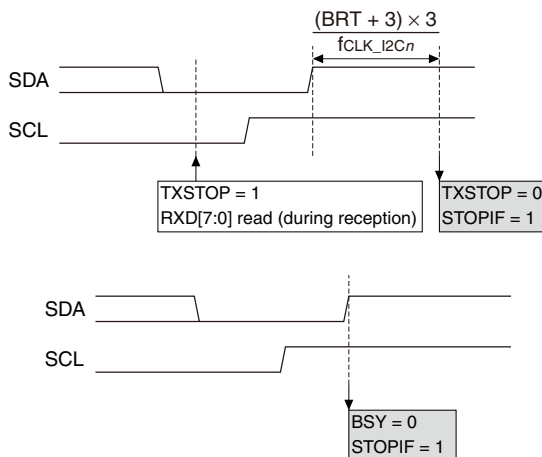 (BRT + 3) × 3
fCLK_I2Cn
SDA
SCL
TXSTOP = 1
RXD[7:0] read (during reception)
TXSTOP = 0
STOPIF = 1
SDA
SCL
BSY = 0
STOPIF = 1